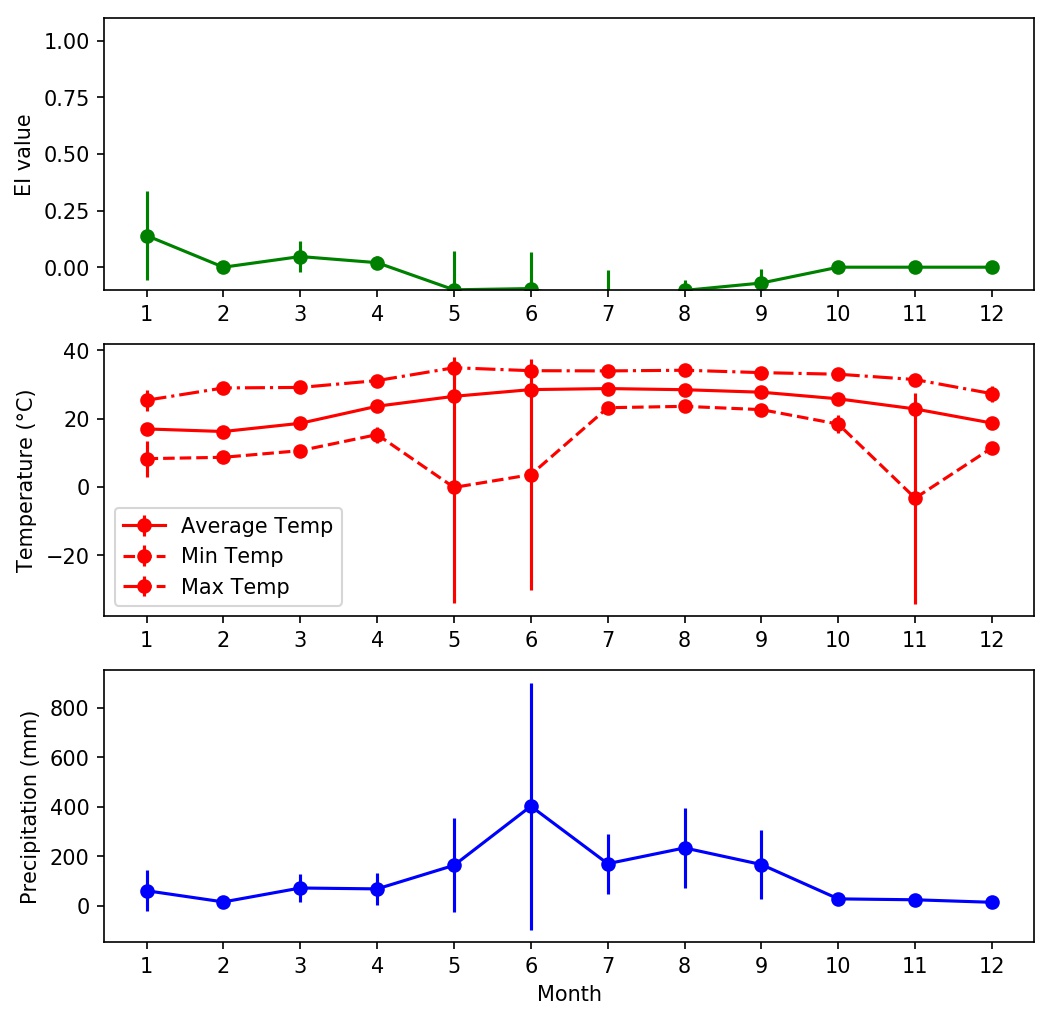 EI value
1.00
0.75
0.50
0.25
0.00
1 2 3 4 5 6 7 8 9 10 11 12
Temperature (°C)
40
20
0
−20
Average Temp
Min Temp
Max Temp
1 2 3 4 5 6 7 8 9 10 11 12
Precipitation (mm)
800
600
400
200
0
1 2 3 4 5 6 7 8 9 10 11 12
Month